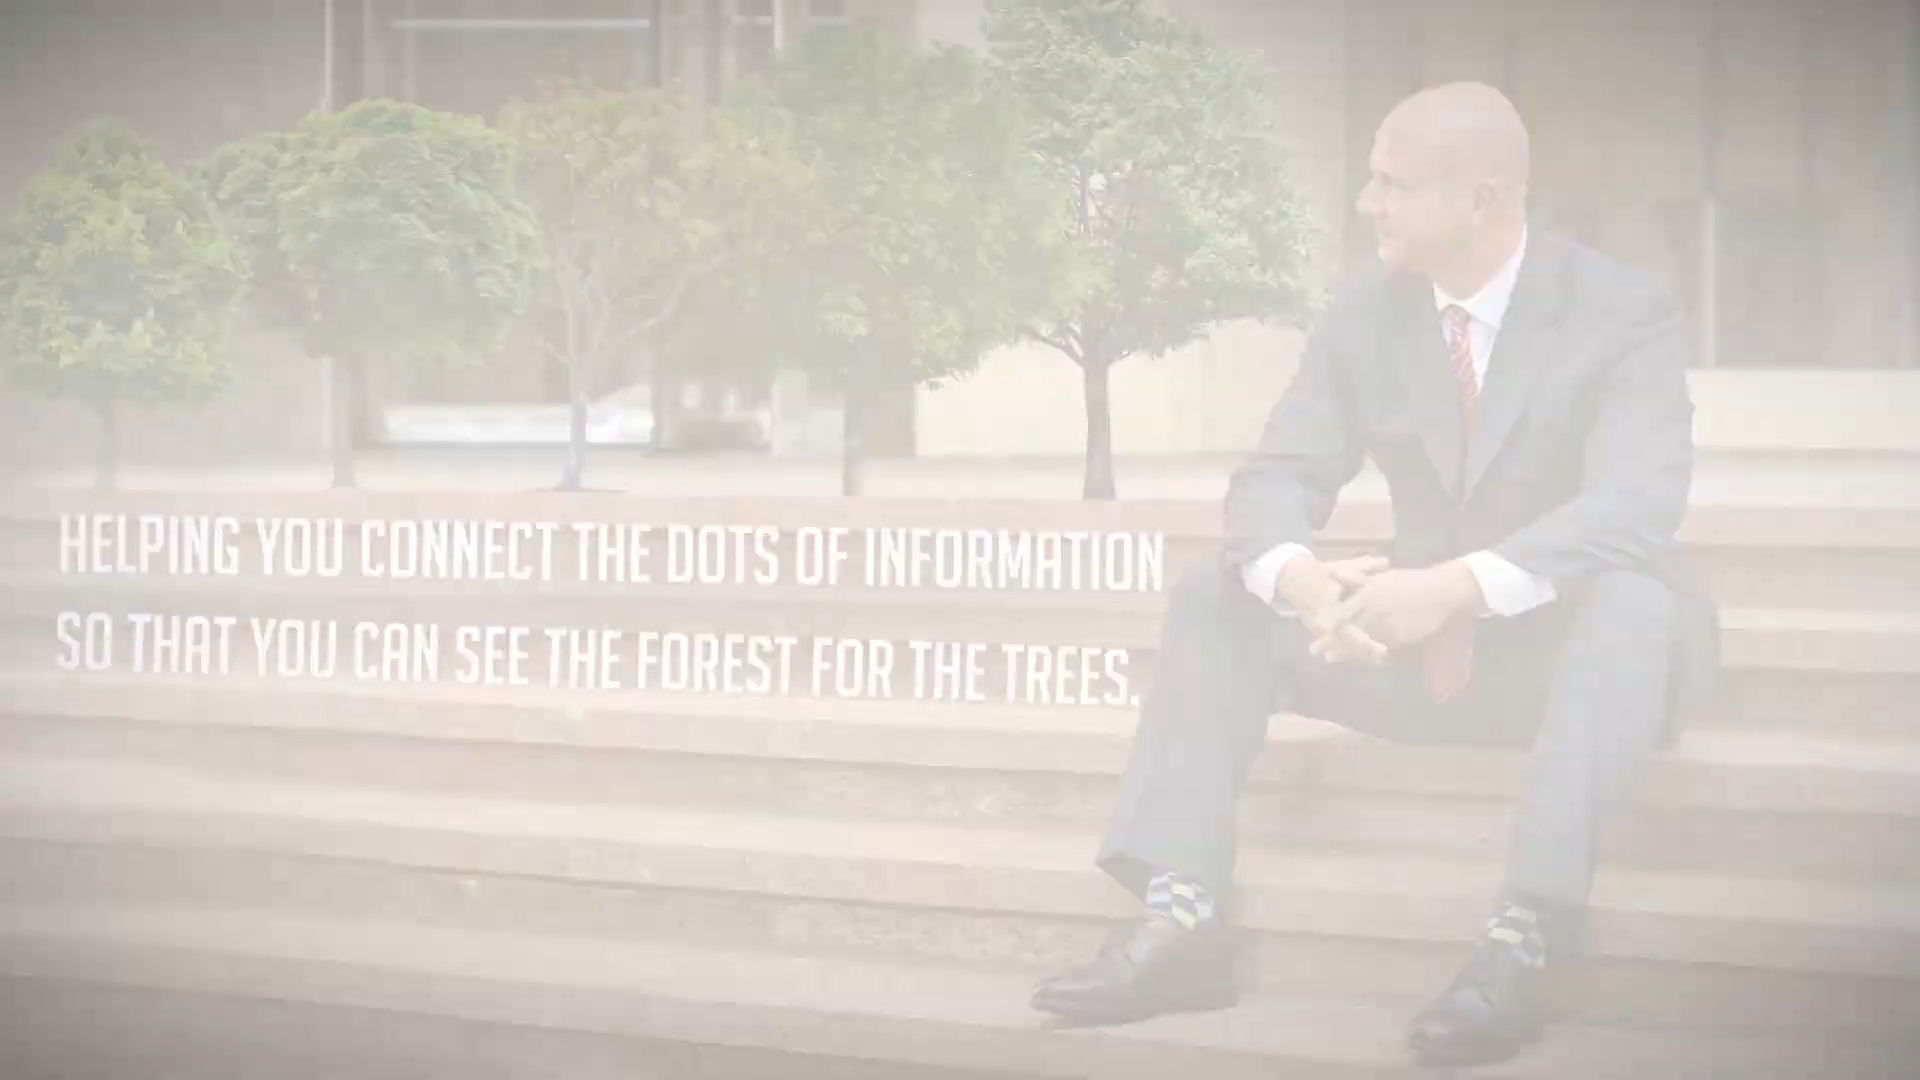 HELPING YOU CONNECT THE DOTS OF INFORMATION
SO THAT YOU CAN SEE THE FOREST FOR THE TREES.